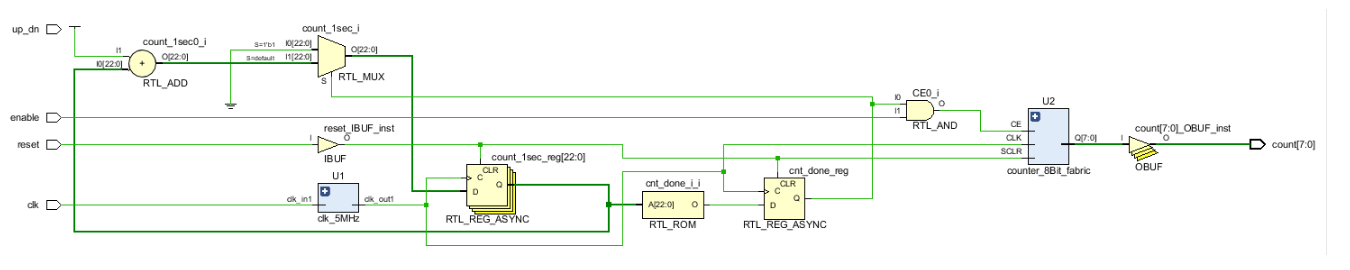 up_dn
count_1sec0_i
I1
I0[22:0]
+
O[22:0]
RTL_ADD
count_1sec_i
S=1'b1
I0[22:0]
S=default
I1[22:0]
O[22:0]
S
RTL_MUX
enable
CE0_i
I0
I1
O
RTL_AND
reset
reset_IBUF_inst
I
O
IBUF
clk
U1
clk_in1
clk_out1
clk_5MHz
count_1sec_reg[22:0]
CLR
C
D
Q
RTL_REG_ASYNC
cnt_done_i_i
A[22:0]
O
RTL_ROM
cnt_done_reg
CLR
C
D
Q
RTL_REG_ASYNC
U2
CE
CLK
SCLR
Q[7:0]
counter_8Bit_fabric
count[7:0]_OBUF_inst
I
O
OBUF
count[7:0]